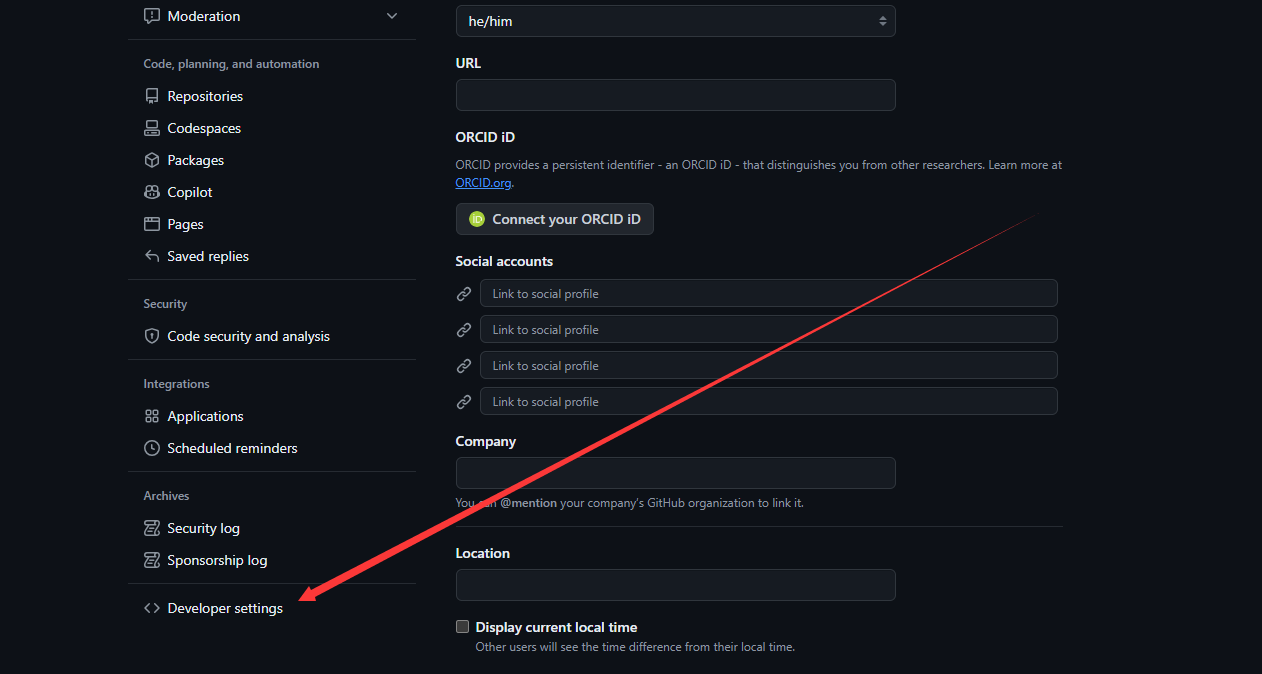 Moderation
Code, planning, and automation
Repositories
Codespaces
Packages
Copilot
Pages
Saved replies
Security
Code security and analysis
Integrations
Applications
Scheduled reminders
Archives
Security log
Sponsorship log
Developer settings
he/him
URL
ORCID iD
ORCID provides a persistent identifier - an ORCID iD - that distinguishes you from other researchers. Learn more at
ORCID.org.
iD Connect your ORCID iD
Social accounts
Link to social profile
Link to social profile
Link to social profile
Link to social profile
Company
You can @mention your company's GitHub organization to link it.
Location
Display current local time
Other users will see the time difference from their local time.